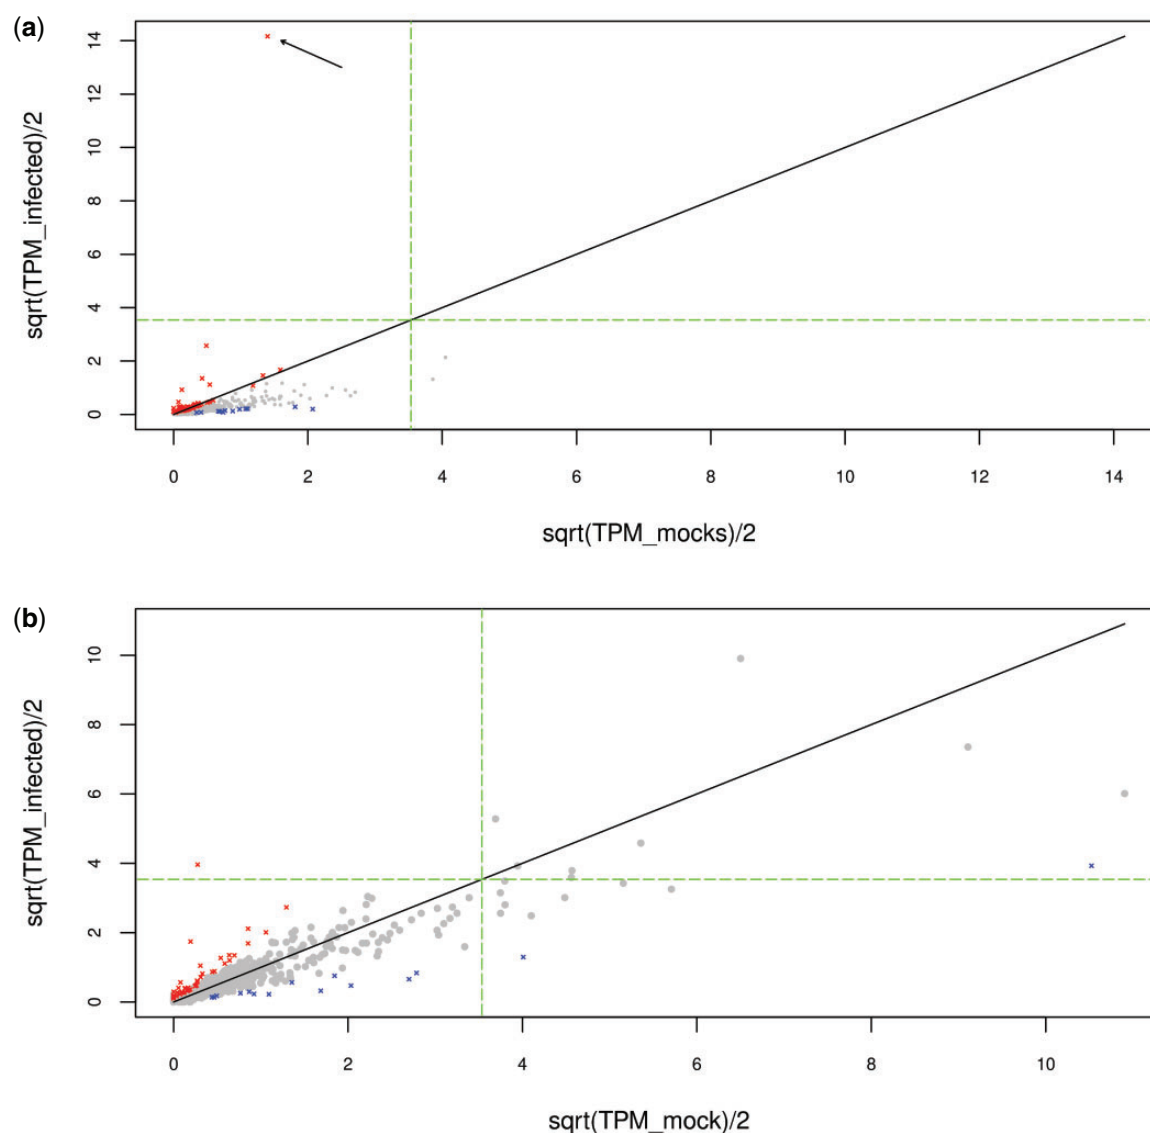 (a)
sqrt(TPM_infected)/2
14
12
10
8
6
4
2
0
0 2 4 6 8 10 12 14
sqrt(TPM_mocks)/2
(b)
sqrt(TPM_infected)/2
10
8
6
4
2
0
0 2 4 6 8 10
sqrt(TPM_mock)/2